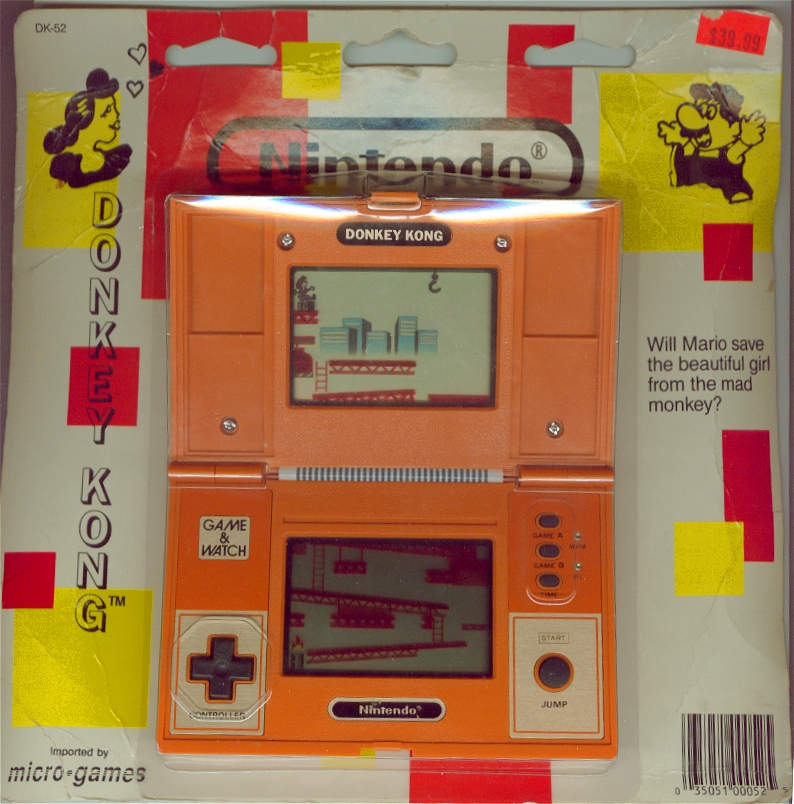 DK-52
$39.99
Nintendo®
DONKEY KONG™
DONKEY KONG
Will Mario save
the beautiful girl
from the mad
monkey?
GAME
&
WATCH
GAME A
GAME B
TIME
START
JUMP
CONTROLLER
Nintendo®
Imported by
micro-games
0 35051 00052 5